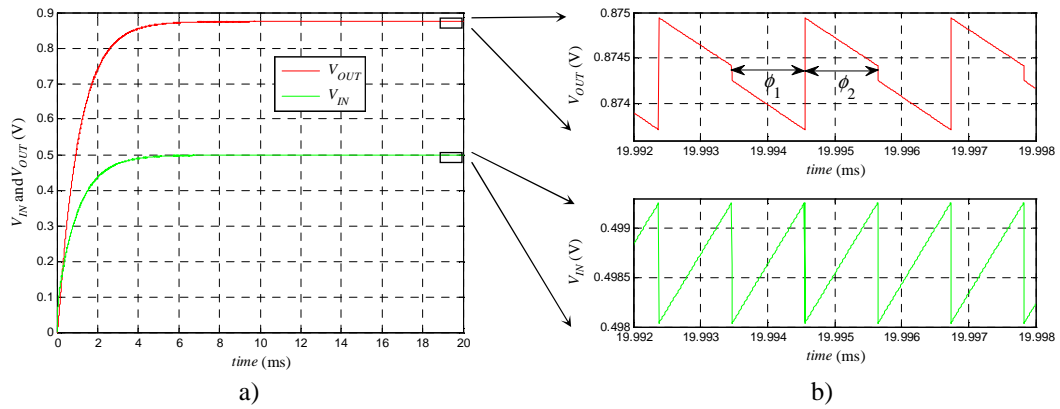 0.9
0.8
0.7
0.6
0.5
0.4
0.3
0.2
0.1
0
V_IN and V_OUT (V)
V_OUT
V_IN
0 2 4 6 8 10 12 14 16 18 20
time (ms)
a)
0.875
0.8745
0.874
V_OUT (V)
ϕ1
ϕ2
19.992 19.993 19.994 19.995 19.996 19.997 19.998
time (ms)
0.499
0.4985
0.498
V_IN (V)
19.992 19.993 19.994 19.995 19.996 19.997 19.998
time (ms)
b)